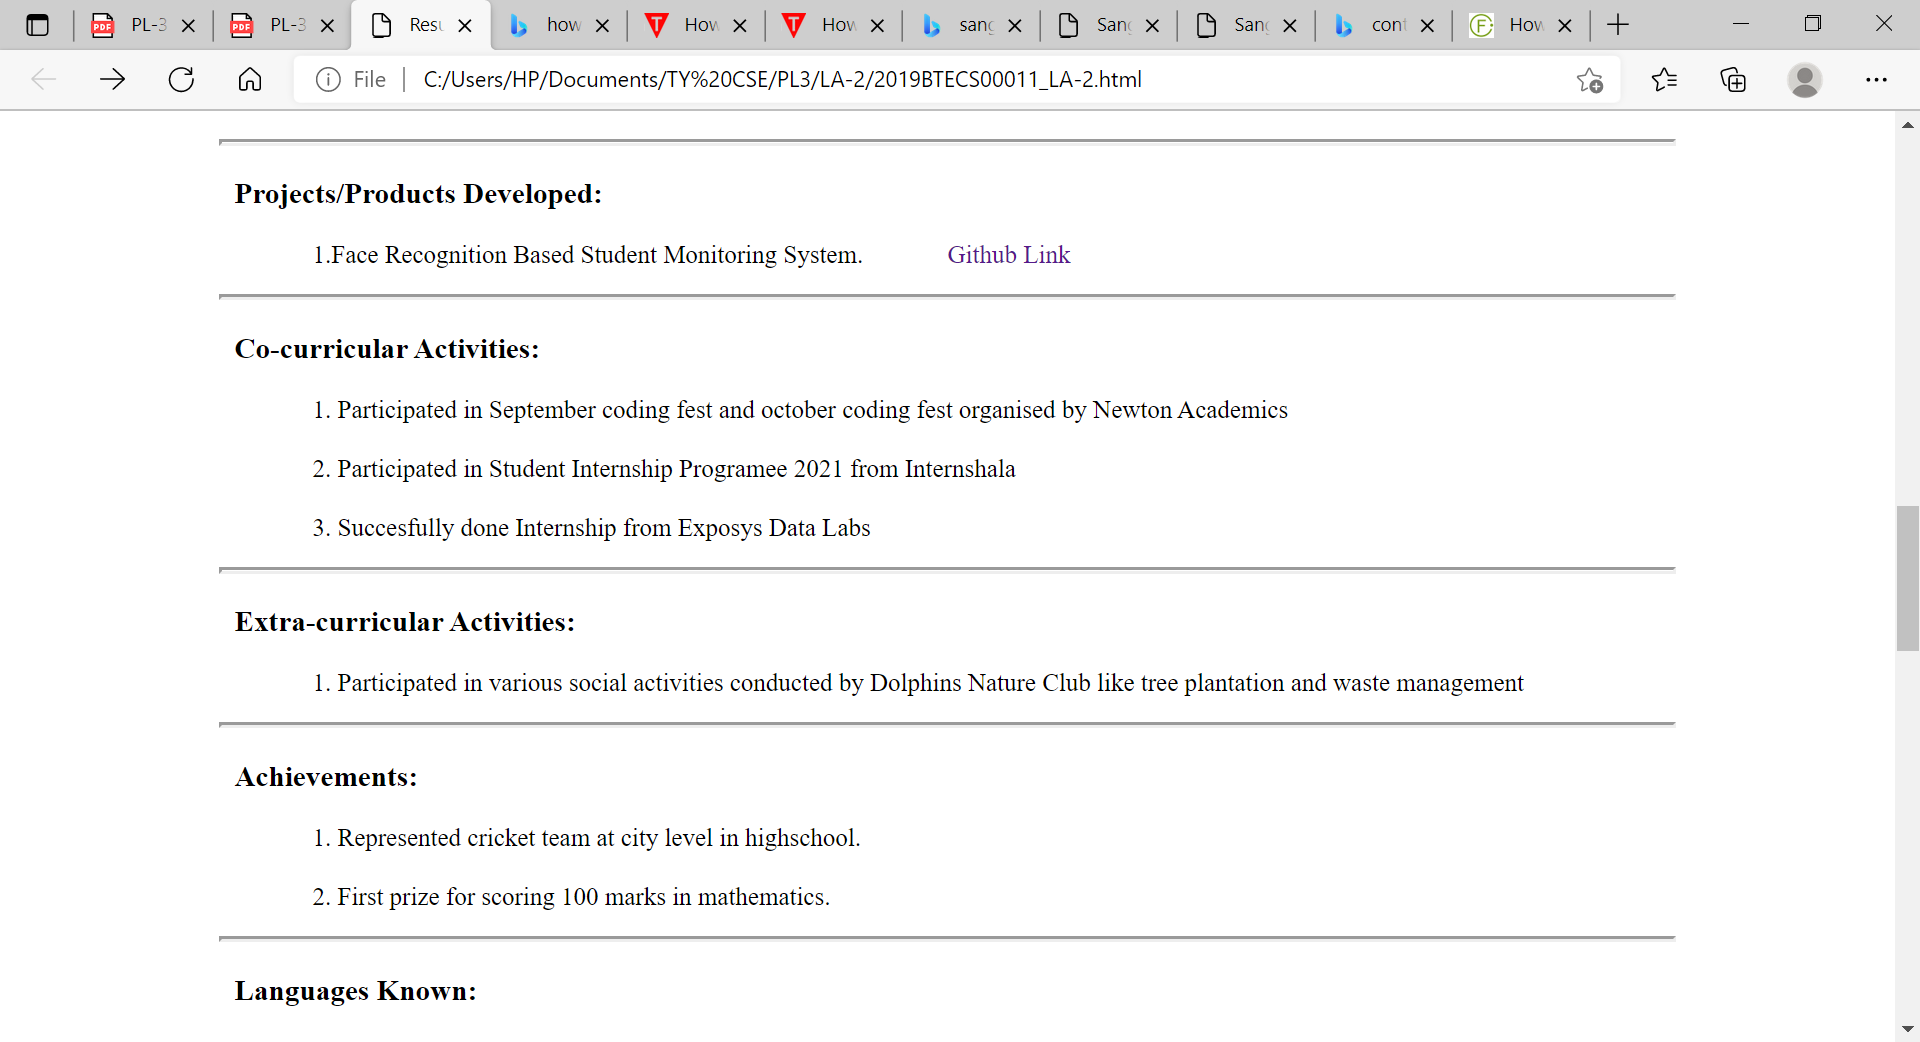 PL-3 PL-3 Resu how How How sang Sang Sang cont How
File C:/Users/HP/Documents/TY%20CSE/PL3/LA-2/2019BTECS00011_LA-2.html
Projects/Products Developed:
1.Face Recognition Based Student Monitoring System. Github Link
Co-curricular Activities:
1. Participated in September coding fest and october coding fest organised by Newton Academics
2. Participated in Student Internship Programee 2021 from Internshala
3. Succesfully done Internship from Exposys Data Labs
Extra-curricular Activities:
1. Participated in various social activities conducted by Dolphins Nature Club like tree plantation and waste management
Achievements:
1. Represented cricket team at city level in highschool.
2. First prize for scoring 100 marks in mathematics.
Languages Known: